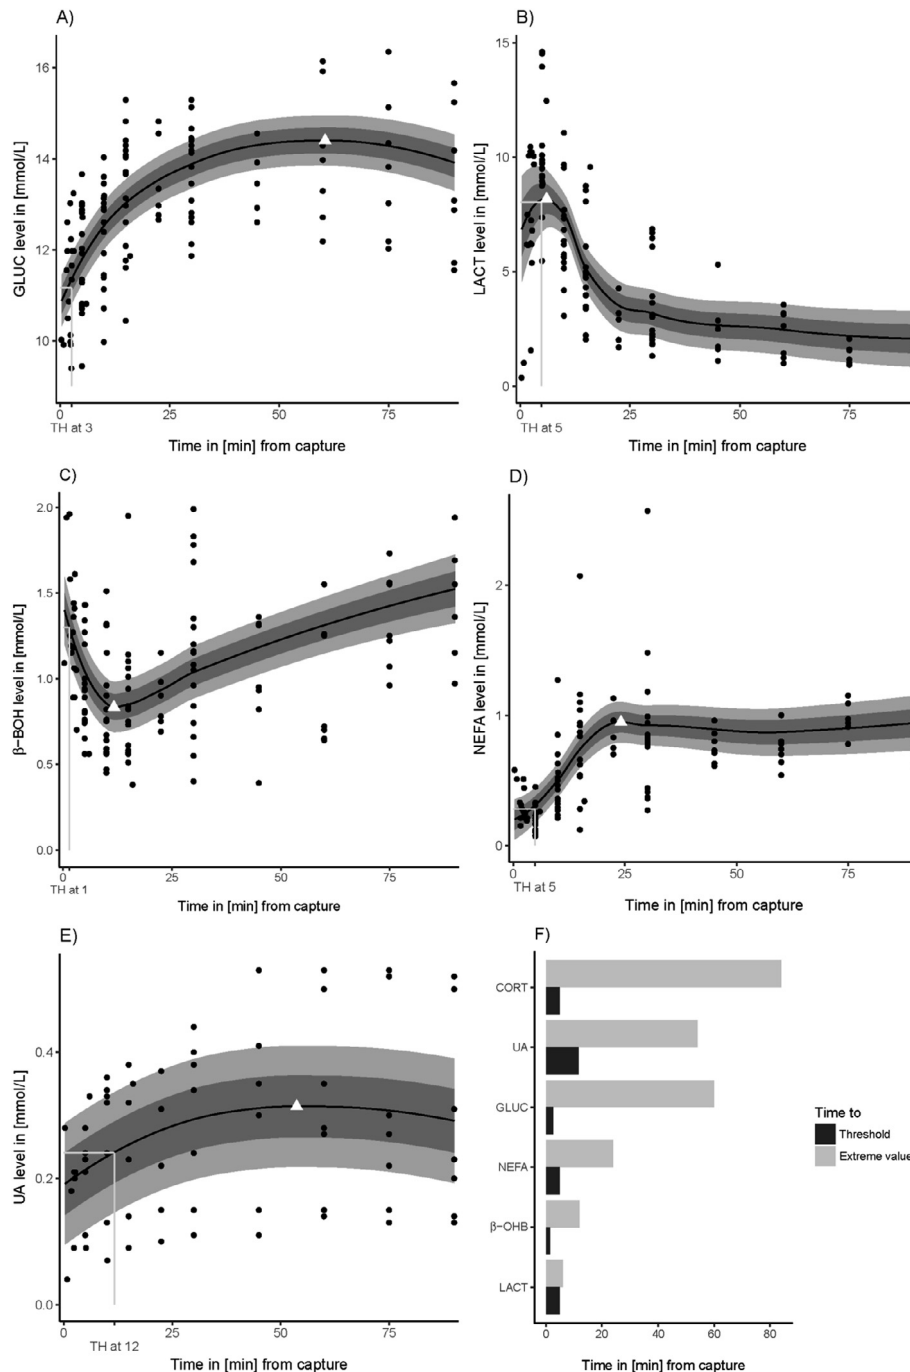 A)
GLUC level in [mmol/L]
16
14
12
10
0 25 50 75
TH at 3
Time in [min] from capture
B)
LACT level in [mmol/L]
15
10
5
0
0 25 50 75
TH at 5
Time in [min] from capture
C)
β−BOH level in [mmol/L]
2.0
1.5
1.0
0.5
0.0
0 25 50 75
TH at 1
Time in [min] from capture
D)
NEFA level in [mmol/L]
2
1
0
0 25 50 75
TH at 5
Time in [min] from capture
E)
UA level in [mmol/L]
0.4
0.2
0.0
0 25 50 75
TH at 12
Time in [min] from capture
F)
CORT
UA
GLUC
NEFA
β−OHB
LACT
0 20 40 60 80
Time in [min] from capture
Time to
Threshold
Extreme value